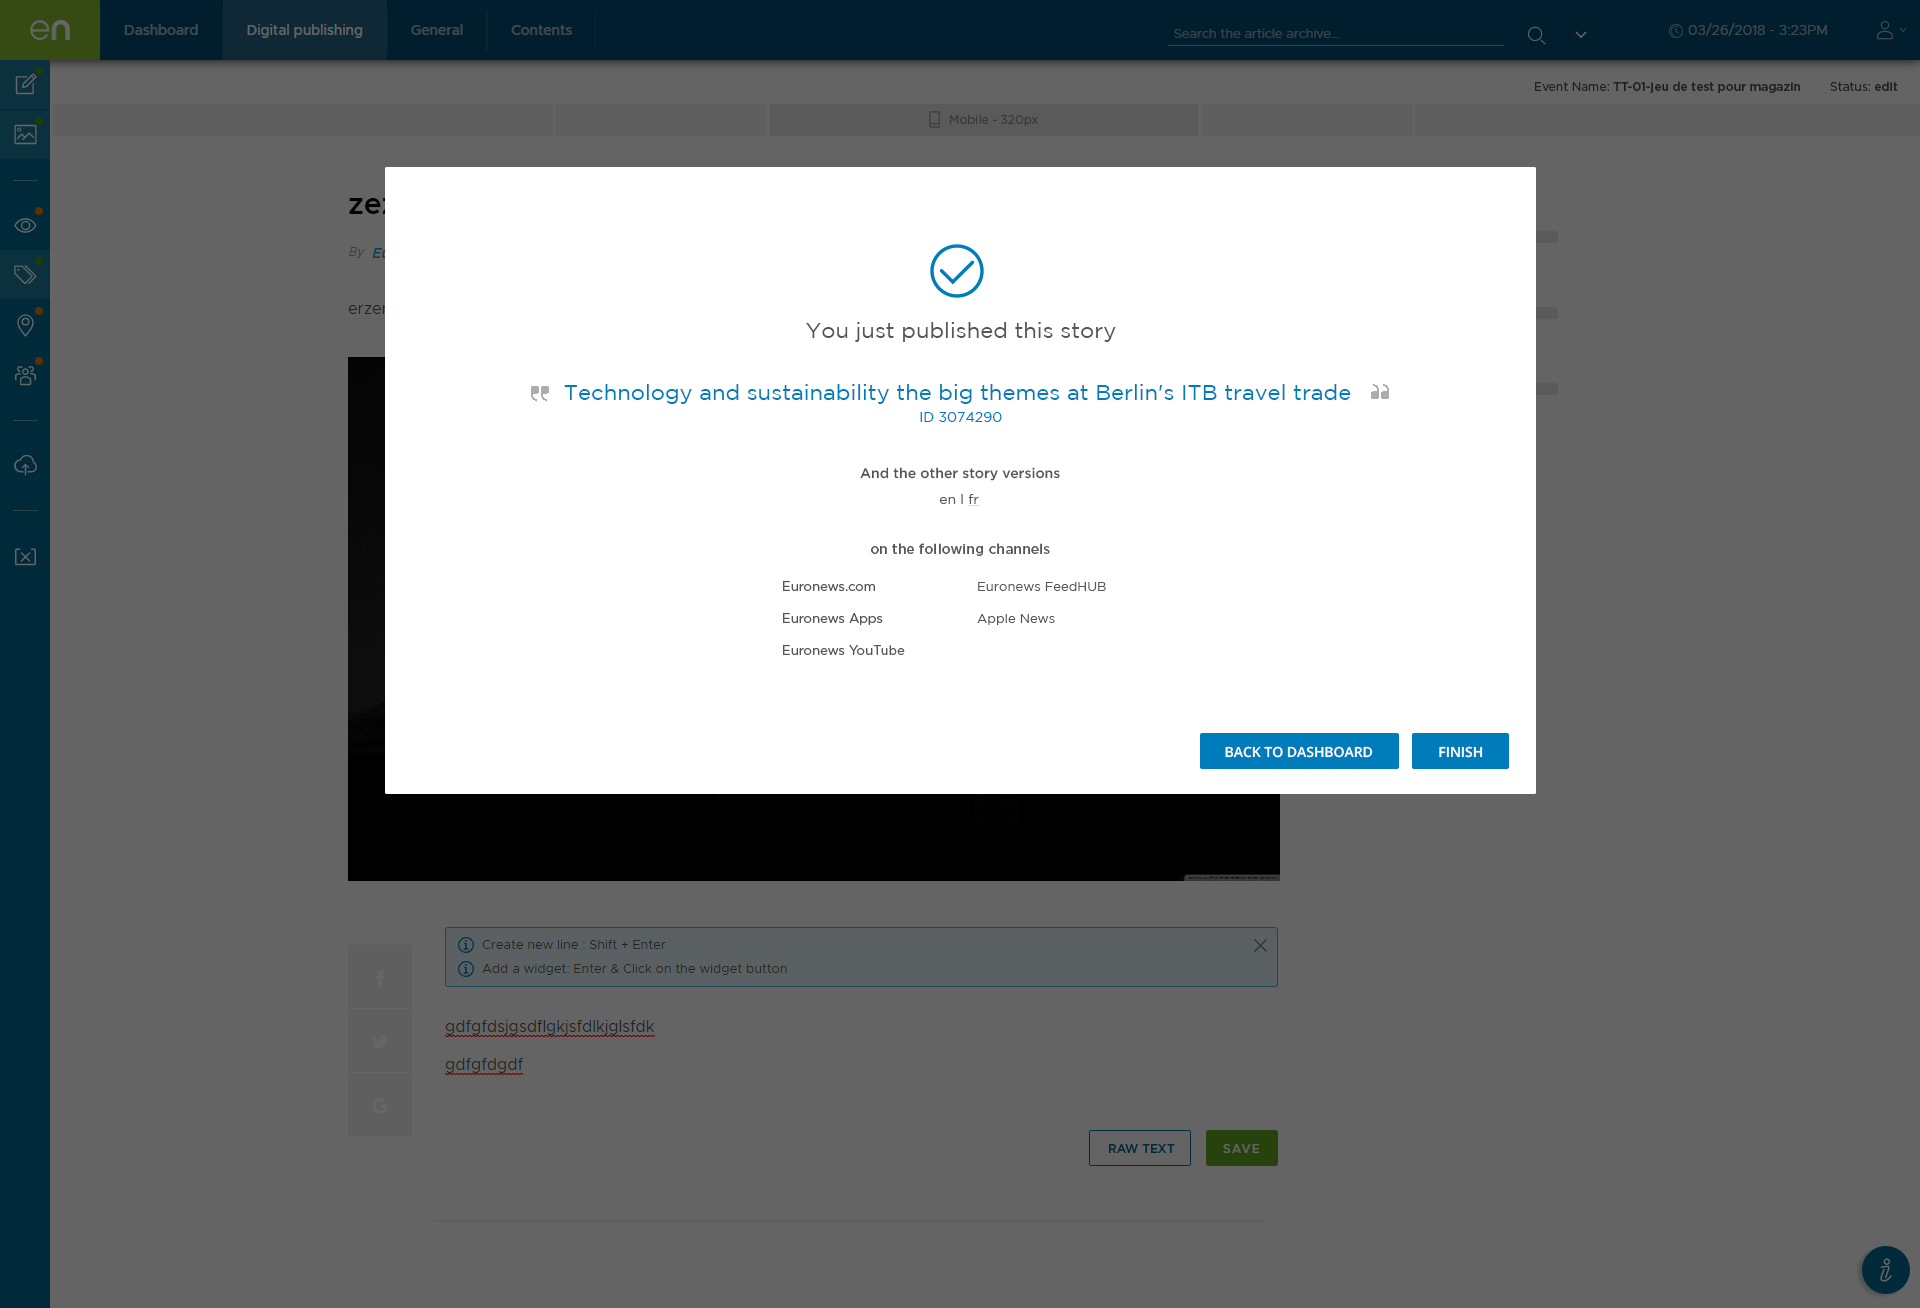 en
Dashboard
Digital publishing
General
Contents
Search the article archive...
03/26/2018 - 3:23PM
Event Name: TT-01-jeu de test pour magazin
Status: edit
Mobile - 320px
By
You just published this story
Technology and sustainability the big themes at Berlin's ITB travel trade
ID 3074290
And the other story versions
en | fr
on the following channels
Euronews.com
Euronews FeedHUB
Euronews Apps
Apple News
Euronews YouTube
BACK TO DASHBOARD
FINISH
Create new line : Shift + Enter
Add a widget: Enter & Click on the widget button
gdfgfdsjgsdflgkjsfdlkjglsfdk
gdfgfdgdf
RAW TEXT
SAVE